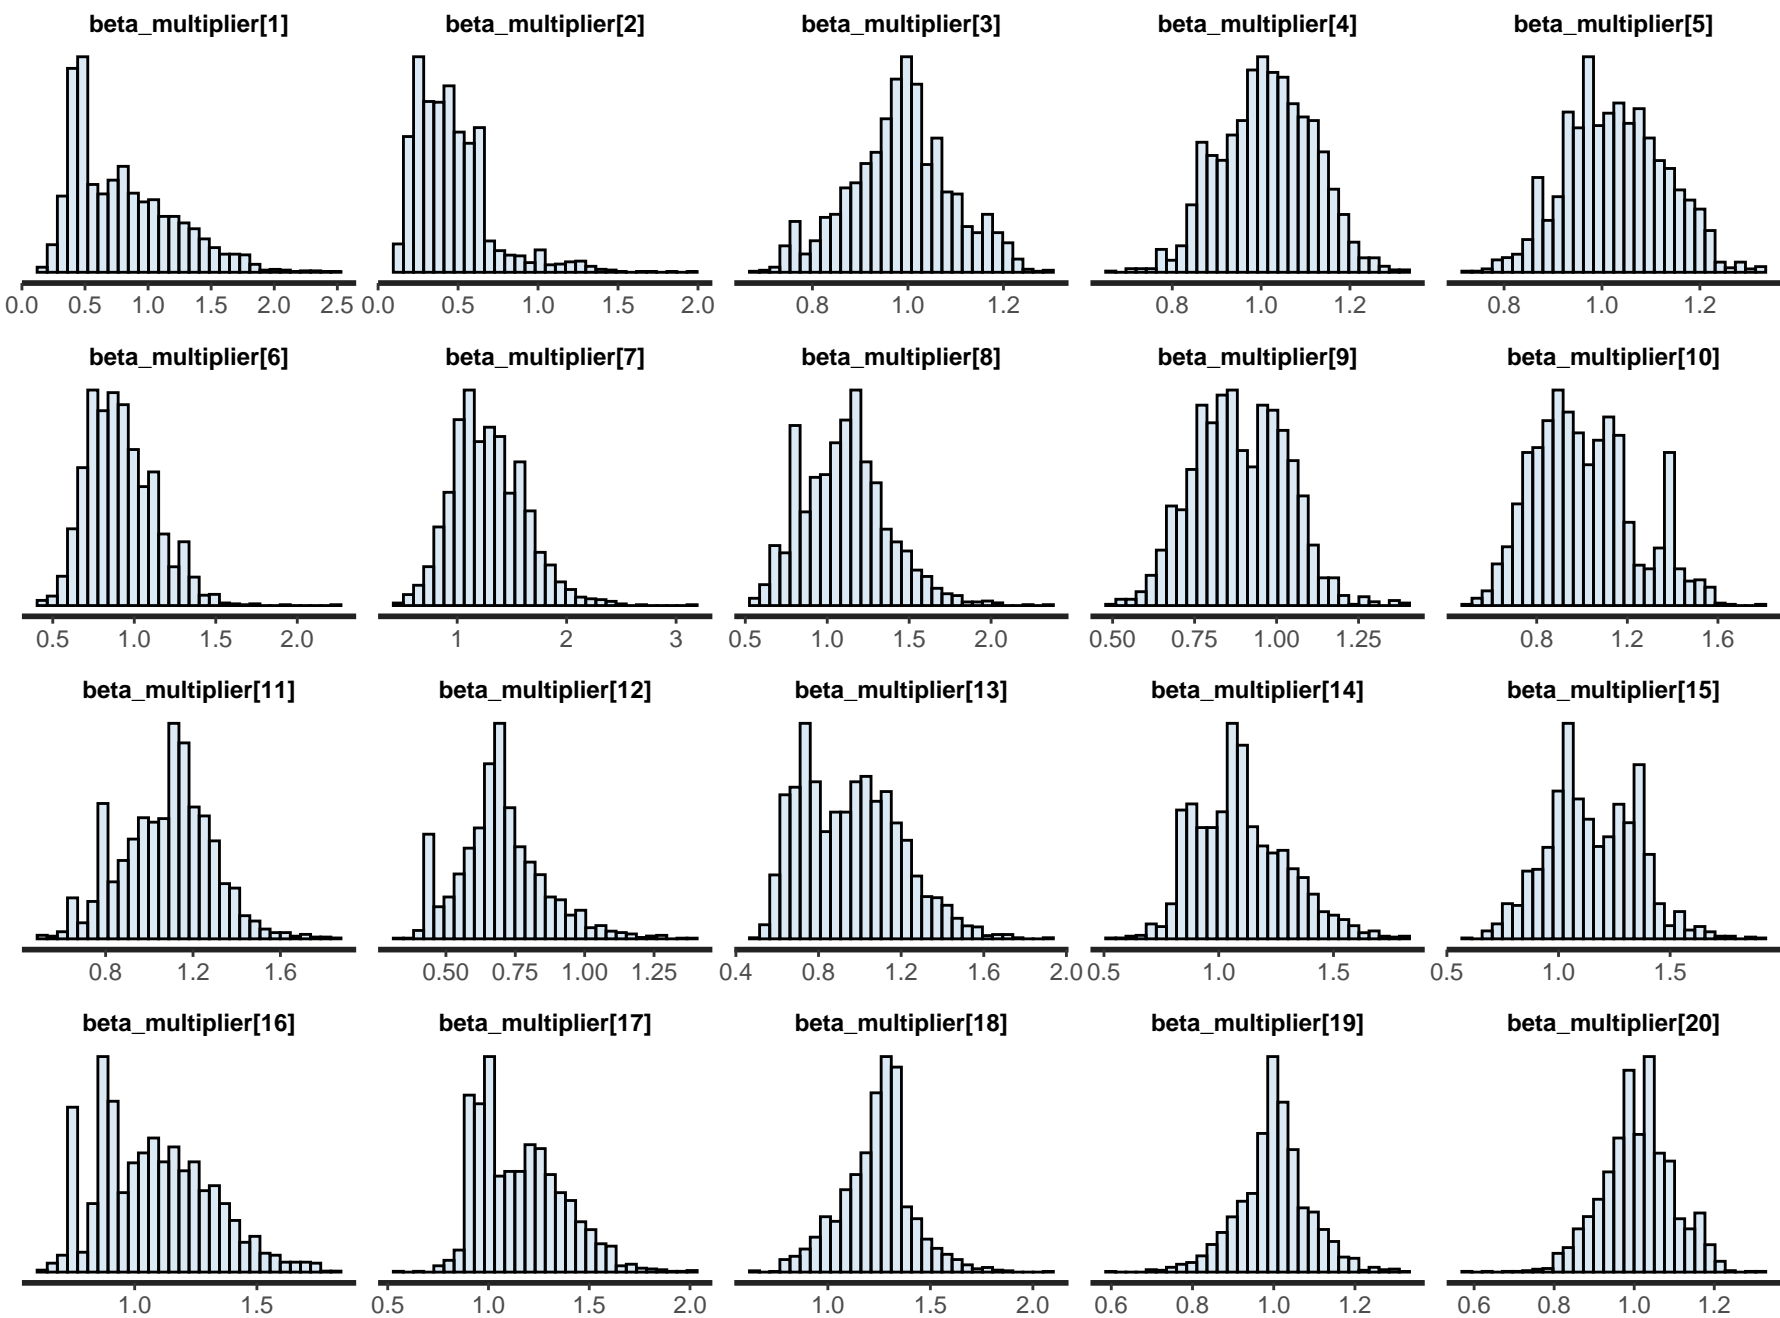 beta_multiplier[1] beta_multiplier[2] beta_multiplier[3] beta_multiplier[4] beta_multiplier[5]
0.0 0.5 1.0 1.5 2.0 2.5 0.0 0.5 1.0 1.5 2.0 0.8 1.0 1.2 0.8 1.0 1.2 0.8 1.0 1.2
beta_multiplier[6] beta_multiplier[7] beta_multiplier[8] beta_multiplier[9] beta_multiplier[10]
0.5 1.0 1.5 2.0 1 2 3 0.5 1.0 1.5 2.0 0.50 0.75 1.00 1.25 0.8 1.2 1.6
beta_multiplier[11] beta_multiplier[12] beta_multiplier[13] beta_multiplier[14] beta_multiplier[15]
0.8 1.2 1.6 0.50 0.75 1.00 1.25 0.4 0.8 1.2 1.6 2.0 0.5 1.0 1.5 0.5 1.0 1.5
beta_multiplier[16] beta_multiplier[17] beta_multiplier[18] beta_multiplier[19] beta_multiplier[20]
1.0 1.5 0.5 1.0 1.5 2.0 1.0 1.5 2.0 0.6 0.8 1.0 1.2 0.6 0.8 1.0 1.2